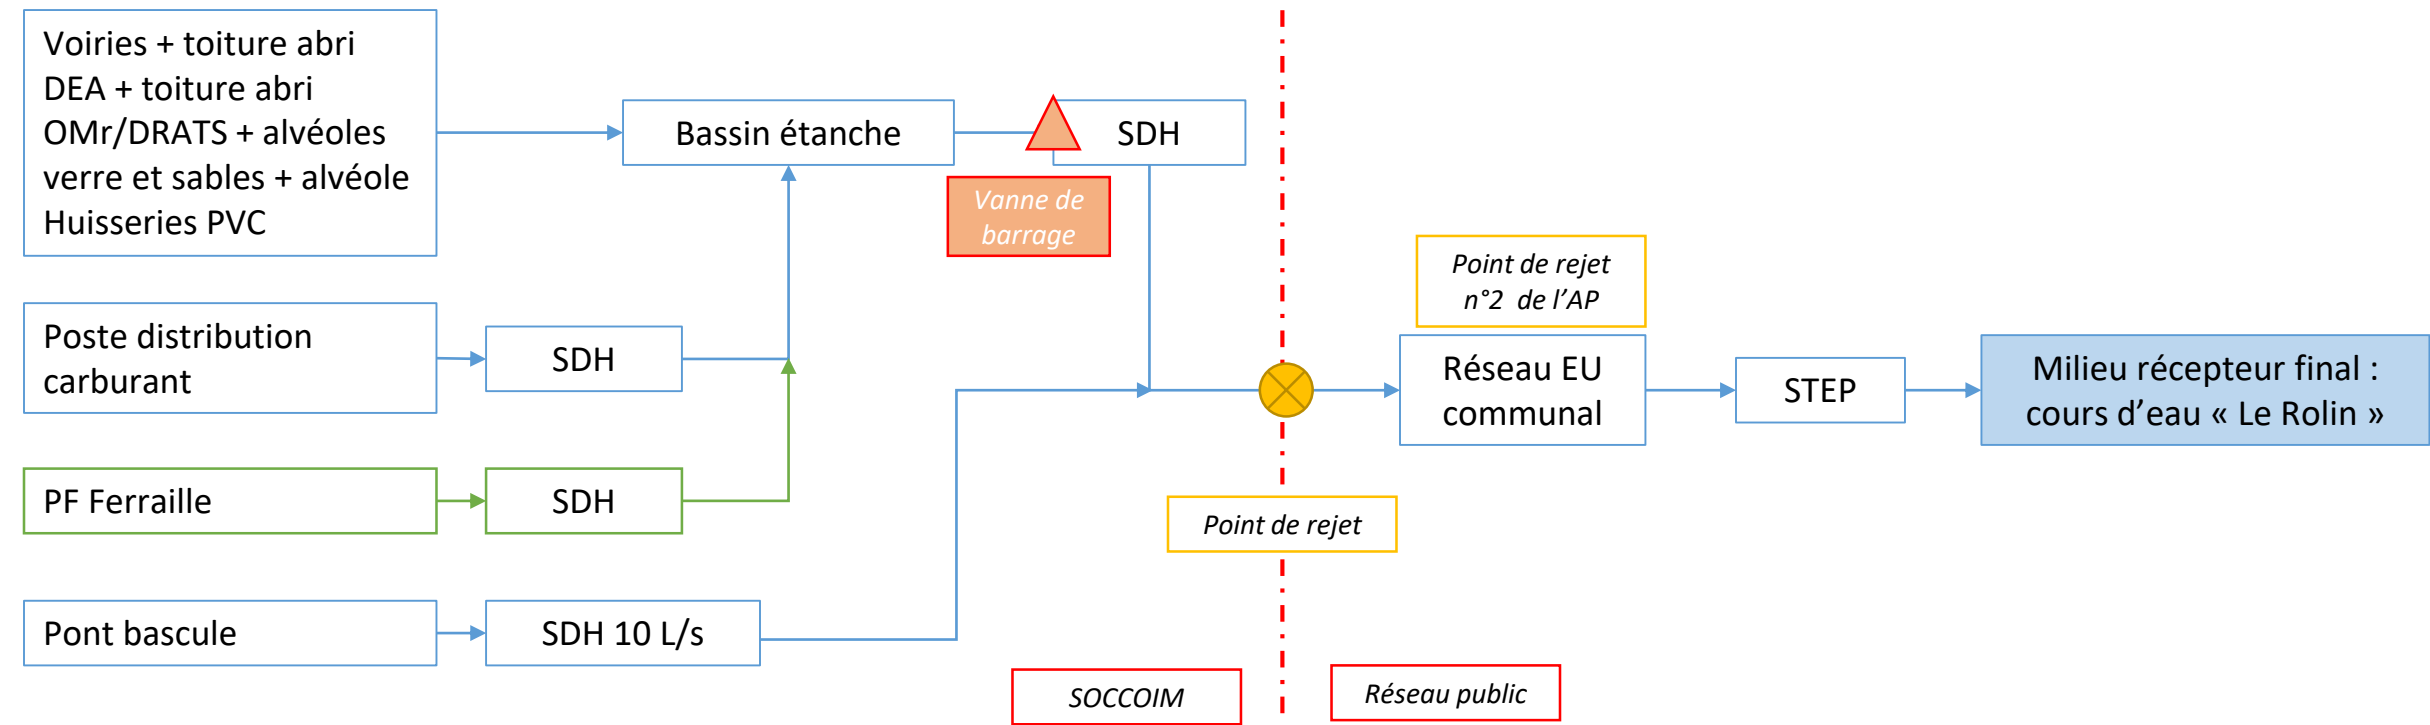 Voiries + toiture abri
DEA + toiture abri
OMr/DRATS + alvéoles
verre et sables + alvéole
Huisseries PVC
Bassin étanche
SDH
Vanne de
barrage
Poste distribution
carburant
SDH
PF Ferraille
SDH
Pont bascule
SDH 10 L/s
Point de rejet
n°2 de l'AP
Réseau EU
communal
STEP
Milieu récepteur final :
cours d'eau « Le Rolin »
Point de rejet
SOCCOIM
Réseau public